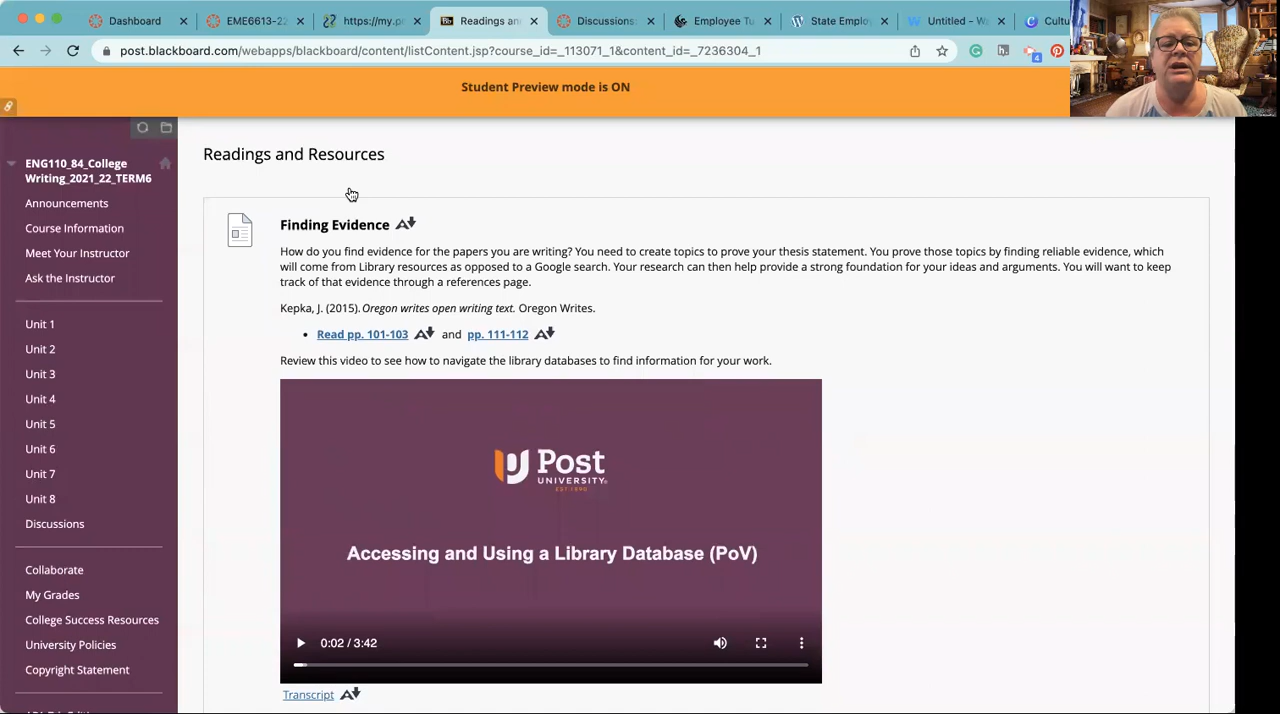 Dashboard
EME6613-22
https://my.p
Readings an
Discussions:
Employee Tu
State Employ
Untitled – W
Cultu
post.blackboard.com/webapps/blackboard/content/listContent.jsp?course_id=_113071_1&content_id=_7236304_1
4
Student Preview mode is ON
ENG110_84_College
Writing_2021_22_TERM6
Announcements
Course Information
Meet Your Instructor
Ask the Instructor
Unit 1
Unit 2
Unit 3
Unit 4
Unit 5
Unit 6
Unit 7
Unit 8
Discussions
Collaborate
My Grades
College Success Resources
University Policies
Copyright Statement
Readings and Resources
Finding Evidence
How do you find evidence for the papers you are writing? You need to create topics to prove your thesis statement. You prove those topics by finding reliable evidence, which
will come from Library resources as opposed to a Google search. Your research can then help provide a strong foundation for your ideas and arguments. You will want to keep
track of that evidence through a references page.
Kepka, J. (2015). Oregon writes open writing text. Oregon Writes.
• Read pp. 101-103 and pp. 111-112
Review this video to see how to navigate the library databases to find information for your work.
Post
UNIVERSITY
EST.1890
Accessing and Using a Library Database (PoV)
0:02 / 3:42
Transcript